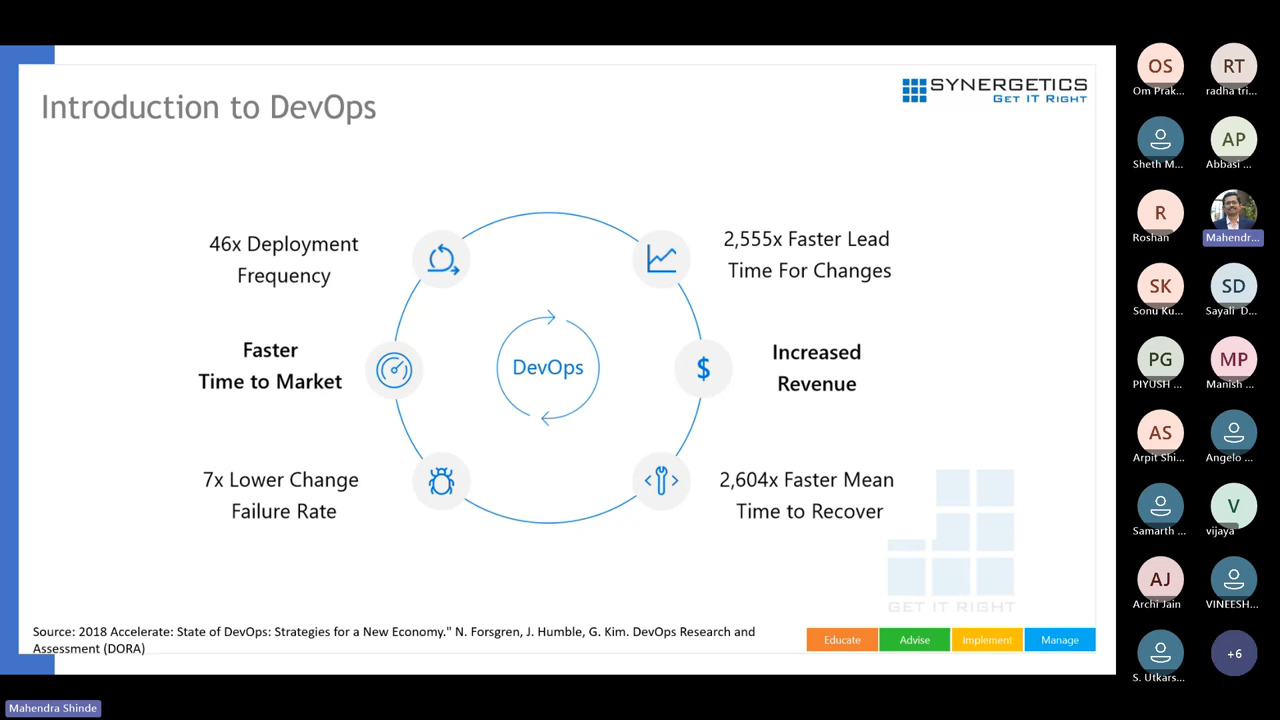 Introduction to DevOps
SYNERGETICS
GET IT RIGHT
46x Deployment
Frequency
2,555x Faster Lead
Time For Changes
Faster
Time to Market
DevOps
$
Increased
Revenue
7x Lower Change
Failure Rate
2,604x Faster Mean
Time to Recover
GET IT RIGHT
Source: 2018 Accelerate: State of DevOps: Strategies for a New Economy." N. Forsgren, J. Humble, G. Kim. DevOps Research and
Assessment (DORA)
Educate
Advise
Implement
Manage
Mahendra Shinde
OS
Om Prak...
RT
radha tri...
Sheth M...
AP
Abbasi ...
R
Roshan
Mahendr...
SK
Sonu Ku...
SD
Sayali D...
PG
PIYUSH ...
MP
Manish ...
AS
Arpit Shi...
Angelo ...
Samarth ...
V
vijaya
AJ
Archi Jain
VINEESH...
S. Utkars...
+6